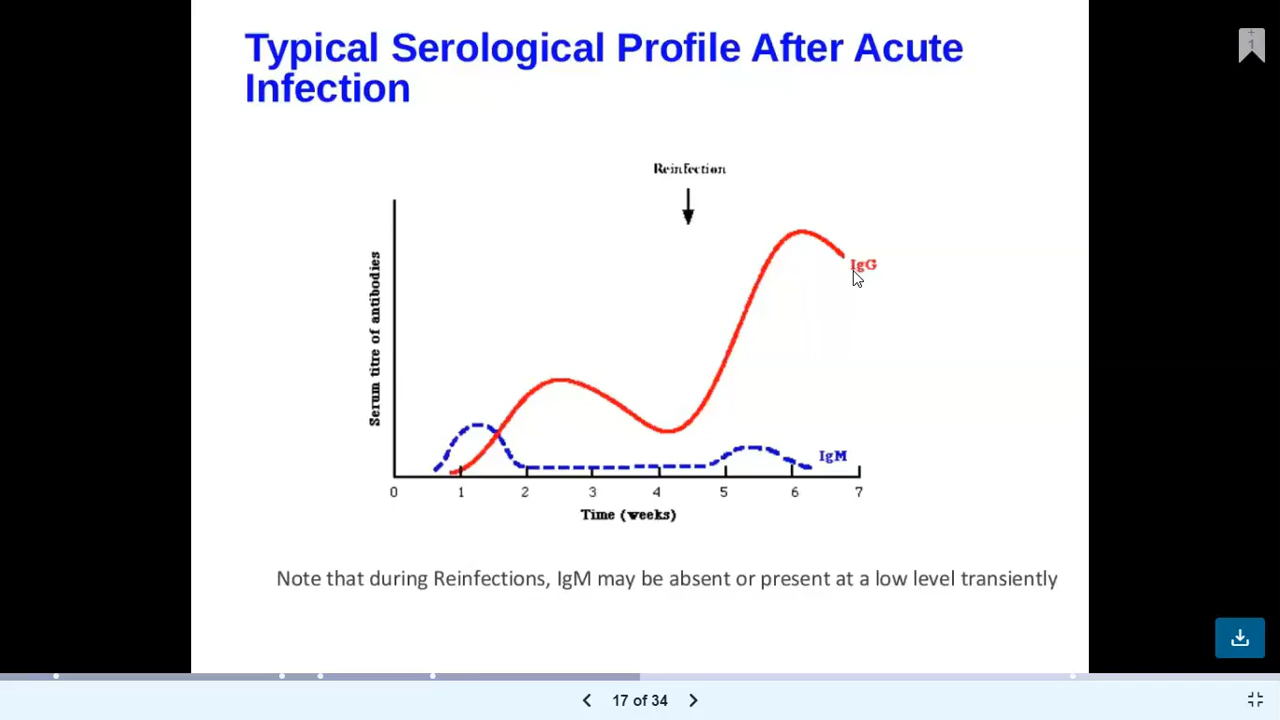 Typical Serological Profile After Acute
Infection
+
1
Reinfection
Serum titre of antibodies
IgG
IgM
0 1 2 3 4 5 6 7
Time (weeks)
Note that during Reinfections, IgM may be absent or present at a low level transiently
17 of 34